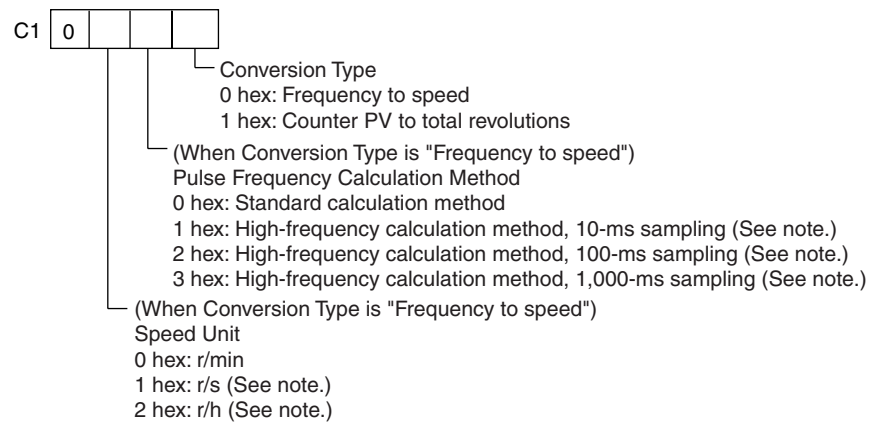 C1 0
Conversion Type
0 hex: Frequency to speed
1 hex: Counter PV to total revolutions
(When Conversion Type is "Frequency to speed")
Pulse Frequency Calculation Method
0 hex: Standard calculation method
1 hex: High-frequency calculation method, 10-ms sampling (See note.)
2 hex: High-frequency calculation method, 100-ms sampling (See note.)
3 hex: High-frequency calculation method, 1,000-ms sampling (See note.)
(When Conversion Type is "Frequency to speed")
Speed Unit
0 hex: r/min
1 hex: r/s (See note.)
2 hex: r/h (See note.)